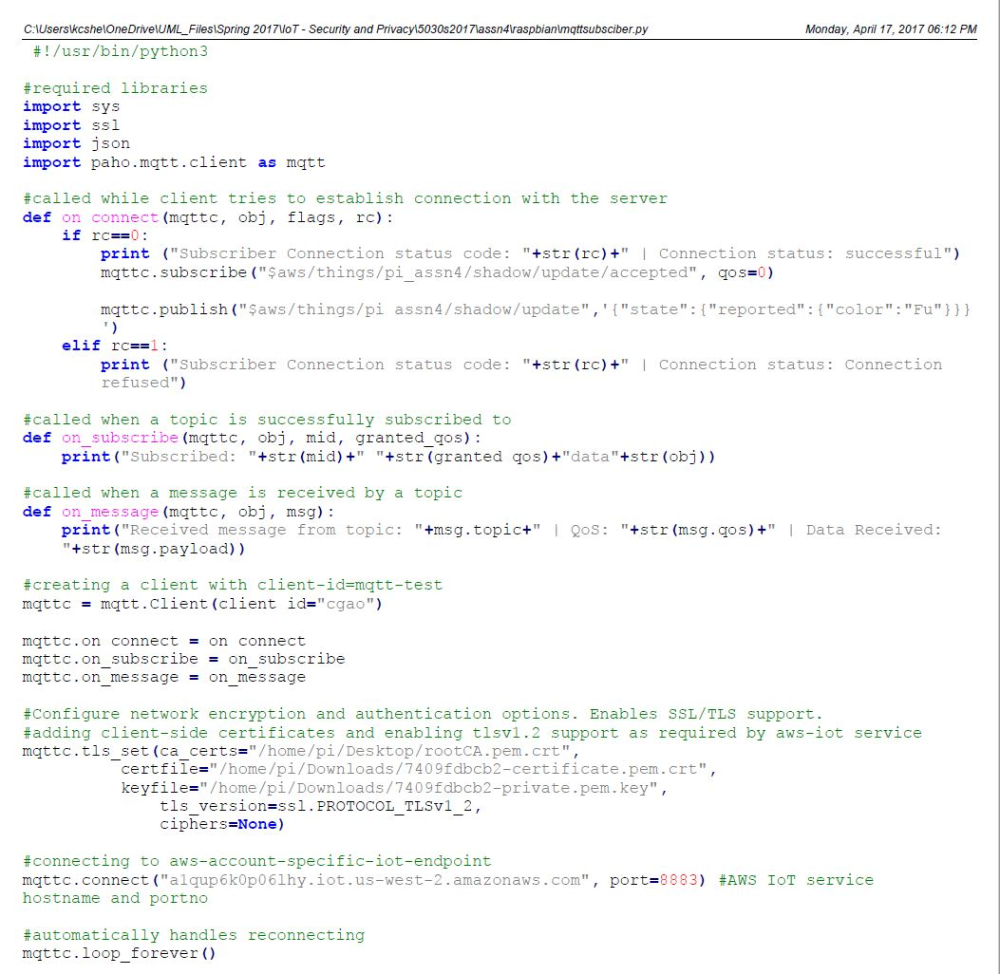 C:\Users\kcshe\OneDrive\UML_Files\Spring 2017\IoT - Security and Privacy\5030s2017\assn4\raspbian\mqttsubsciber.py Monday, April 17, 2017 06:12 PM
#!/usr/bin/python3
#required libraries
import sys
import ssl
import json
import paho.mqtt.client as mqtt
#called while client tries to establish connection with the server
def on_connect(mqttc, obj, flags, rc):
    if rc==0:
        print ("Subscriber Connection status code: "+str(rc)+" | Connection status: successful")
        mqttc.subscribe("$aws/things/pi_assn4/shadow/update/accepted", qos=0)
        mqttc.publish("$aws/things/pi_assn4/shadow/update",'{"state":{"reported":{"color":"Fu"}}}
        ')
    elif rc==1:
        print ("Subscriber Connection status code: "+str(rc)+" | Connection status: Connection
        refused")
#called when a topic is successfully subscribed to
def on_subscribe(mqttc, obj, mid, granted_qos):
    print("Subscribed: "+str(mid)+" "+str(granted_qos)+"data"+str(obj))
#called when a message is received by a topic
def on_message(mqttc, obj, msg):
    print("Received message from topic: "+msg.topic+" | QoS: "+str(msg.qos)+" | Data Received:
    "+str(msg.payload))
#creating a client with client-id=mqtt-test
mqttc = mqtt.Client(client_id="cgao")
mqttc.on_connect = on_connect
mqttc.on_subscribe = on_subscribe
mqttc.on_message = on_message
#Configure network encryption and authentication options. Enables SSL/TLS support.
#adding client-side certificates and enabling tlsv1.2 support as required by aws-iot service
mqttc.tls_set(ca_certs="/home/pi/Desktop/rootCA.pem.crt",
          certfile="/home/pi/Downloads/7409fdbcb2-certificate.pem.crt",
          keyfile="/home/pi/Downloads/7409fdbcb2-private.pem.key",
              tls_version=ssl.PROTOCOL_TLSv1_2,
              ciphers=None)
#connecting to aws-account-specific-iot-endpoint
mqttc.connect("a1qup6k0p06lhy.iot.us-west-2.amazonaws.com", port=8883) #AWS IoT service
hostname and portno
#automatically handles reconnecting
mqttc.loop_forever()